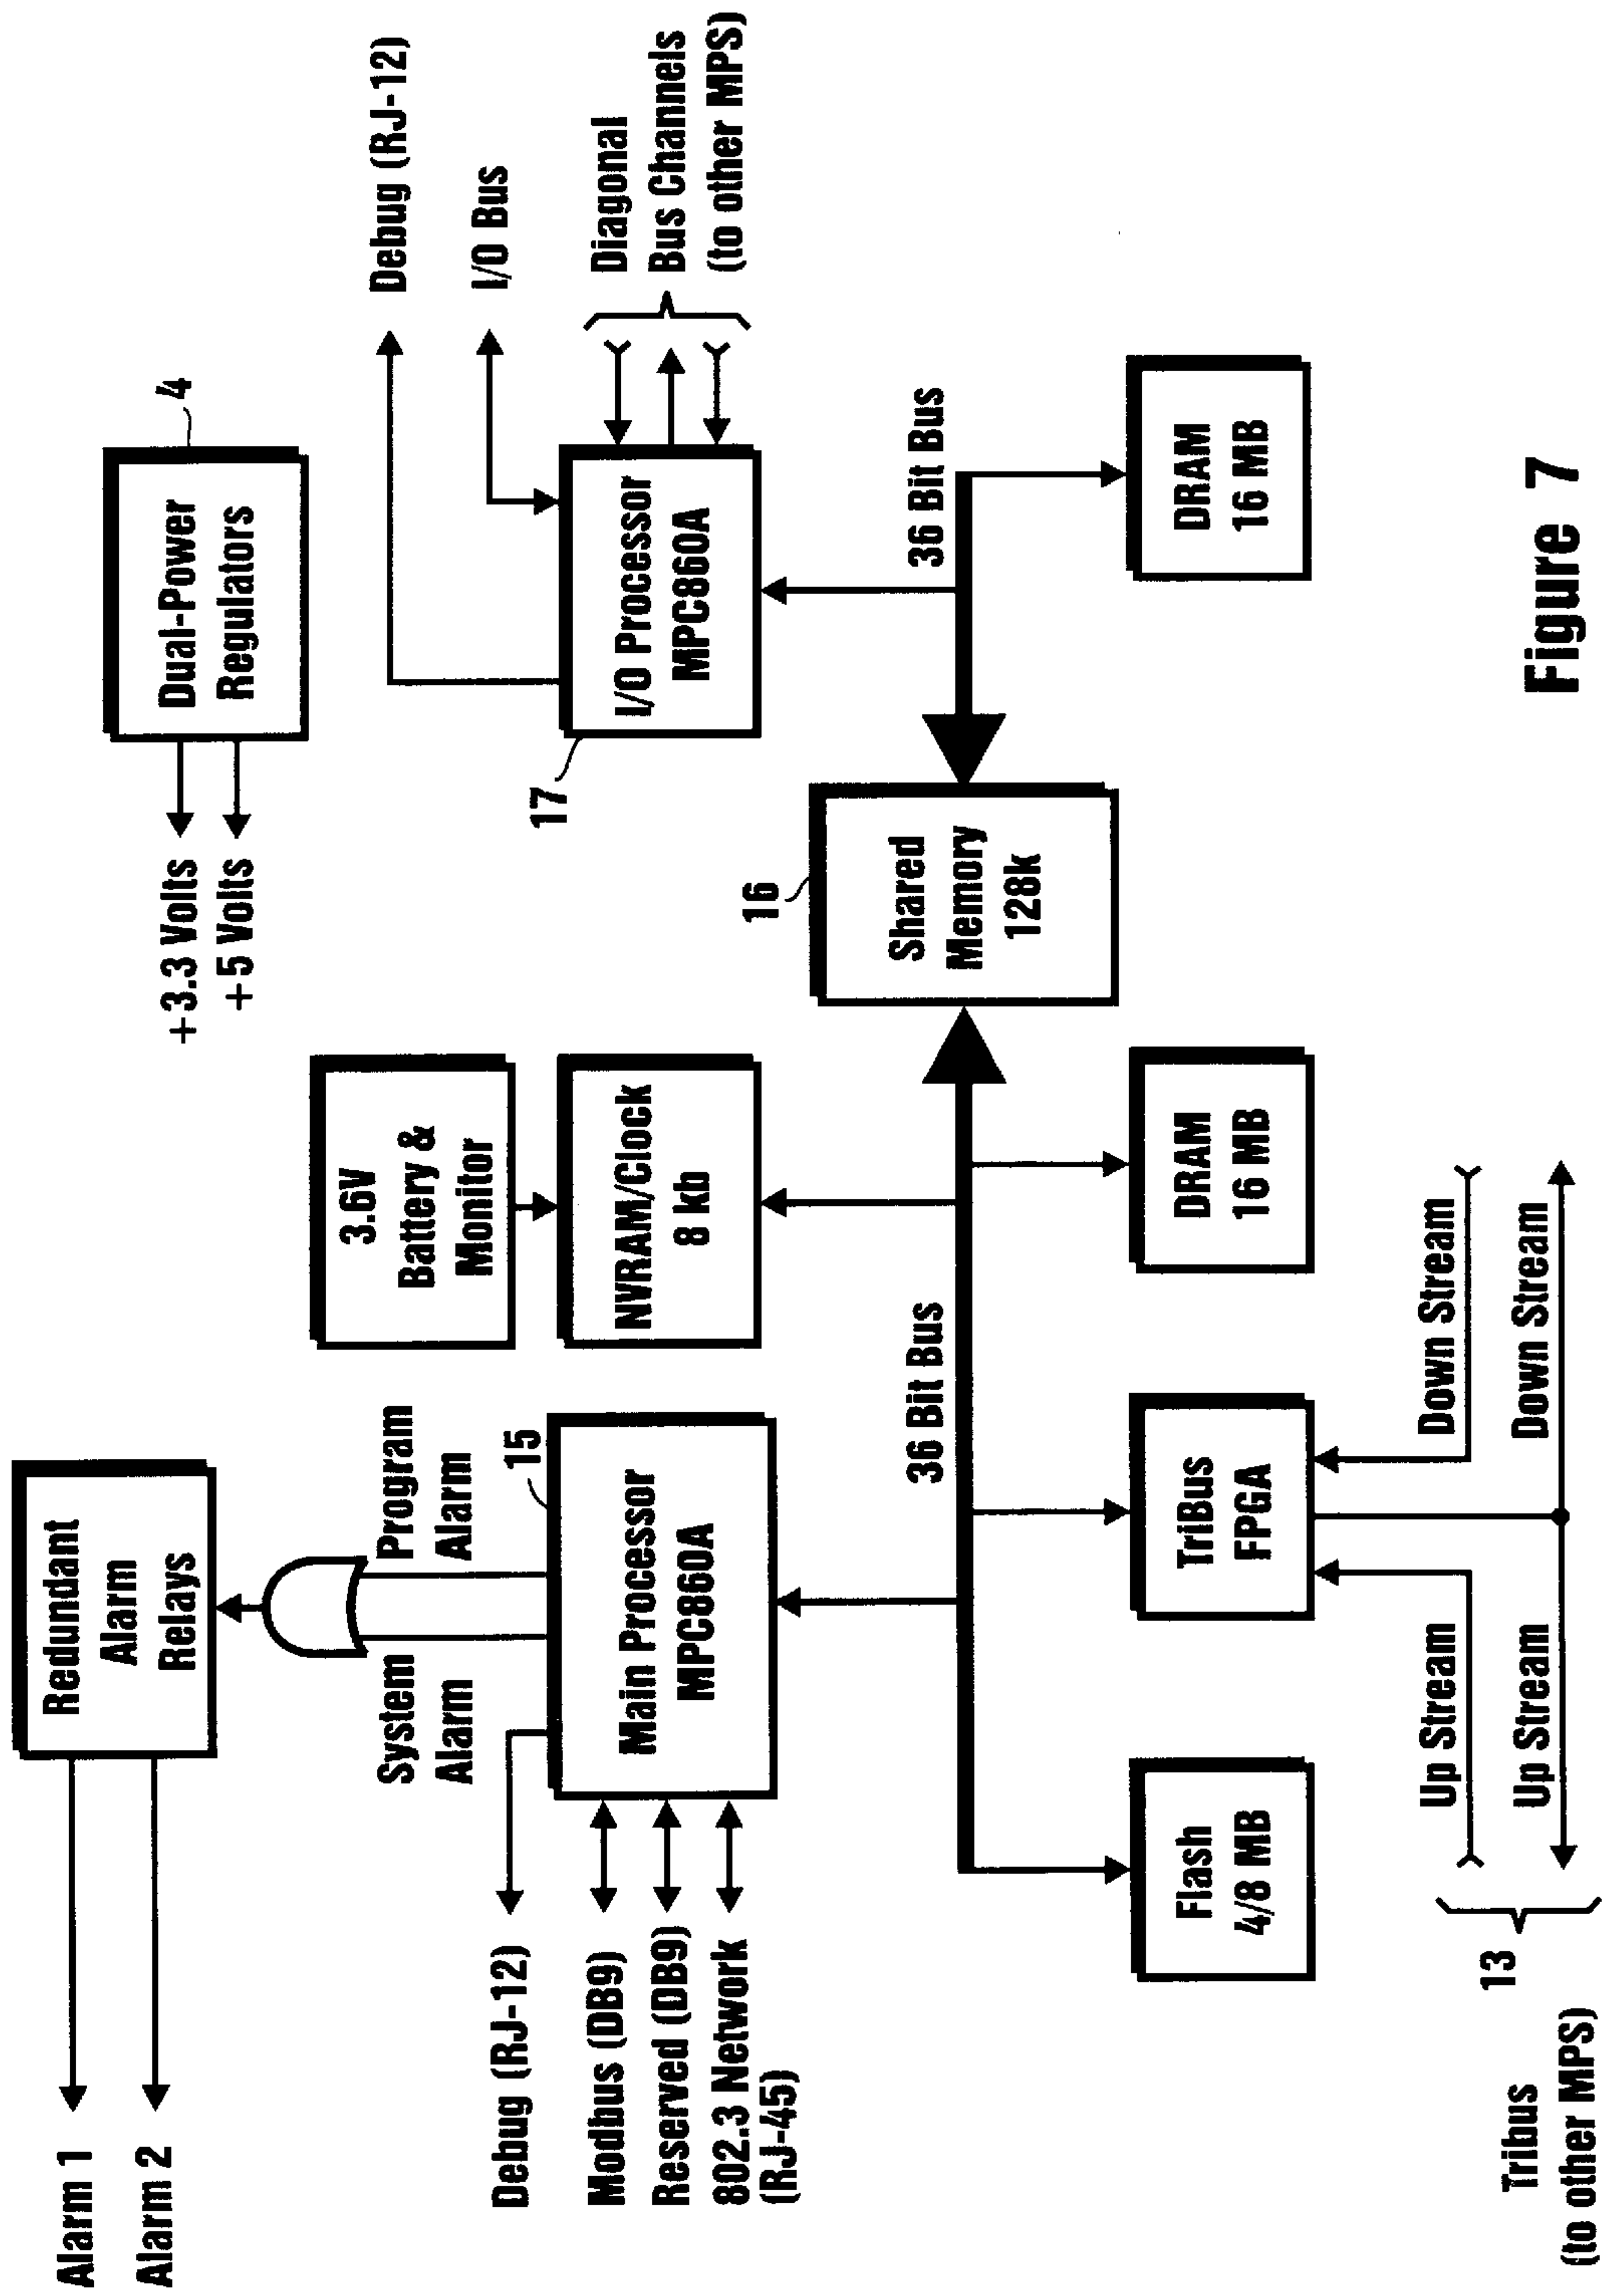 Alarm 1
Alarm 2
Redundant
Alarm
Relays
+3.3 Volts
+5 Volts
Dual-Power
Regulators
4
System
Alarm
Program
Alarm
3.6V
Battery &
Monitor
Debug (RJ-12)
I/O Bus
Debug (RJ-12)
Modbus (DB9)
Reserved (DB9)
802.3 Network
(RJ-45)
15
Main Processor
MPC860A
NVRAM/Clock
8 kb
17
I/O Processor
MPC860A
Diagonal
Bus Channels
(to other MPS)
36 Bit Bus
16
Shared
Memory
128k
36 Bit Bus
Flash
4/8 MB
TriBus
FPGA
DRAM
16 MB
DRAM
16 MB
Up Stream
Down Stream
Up Stream
Down Stream
13
Tribus
(to other MPS)
Figure 7